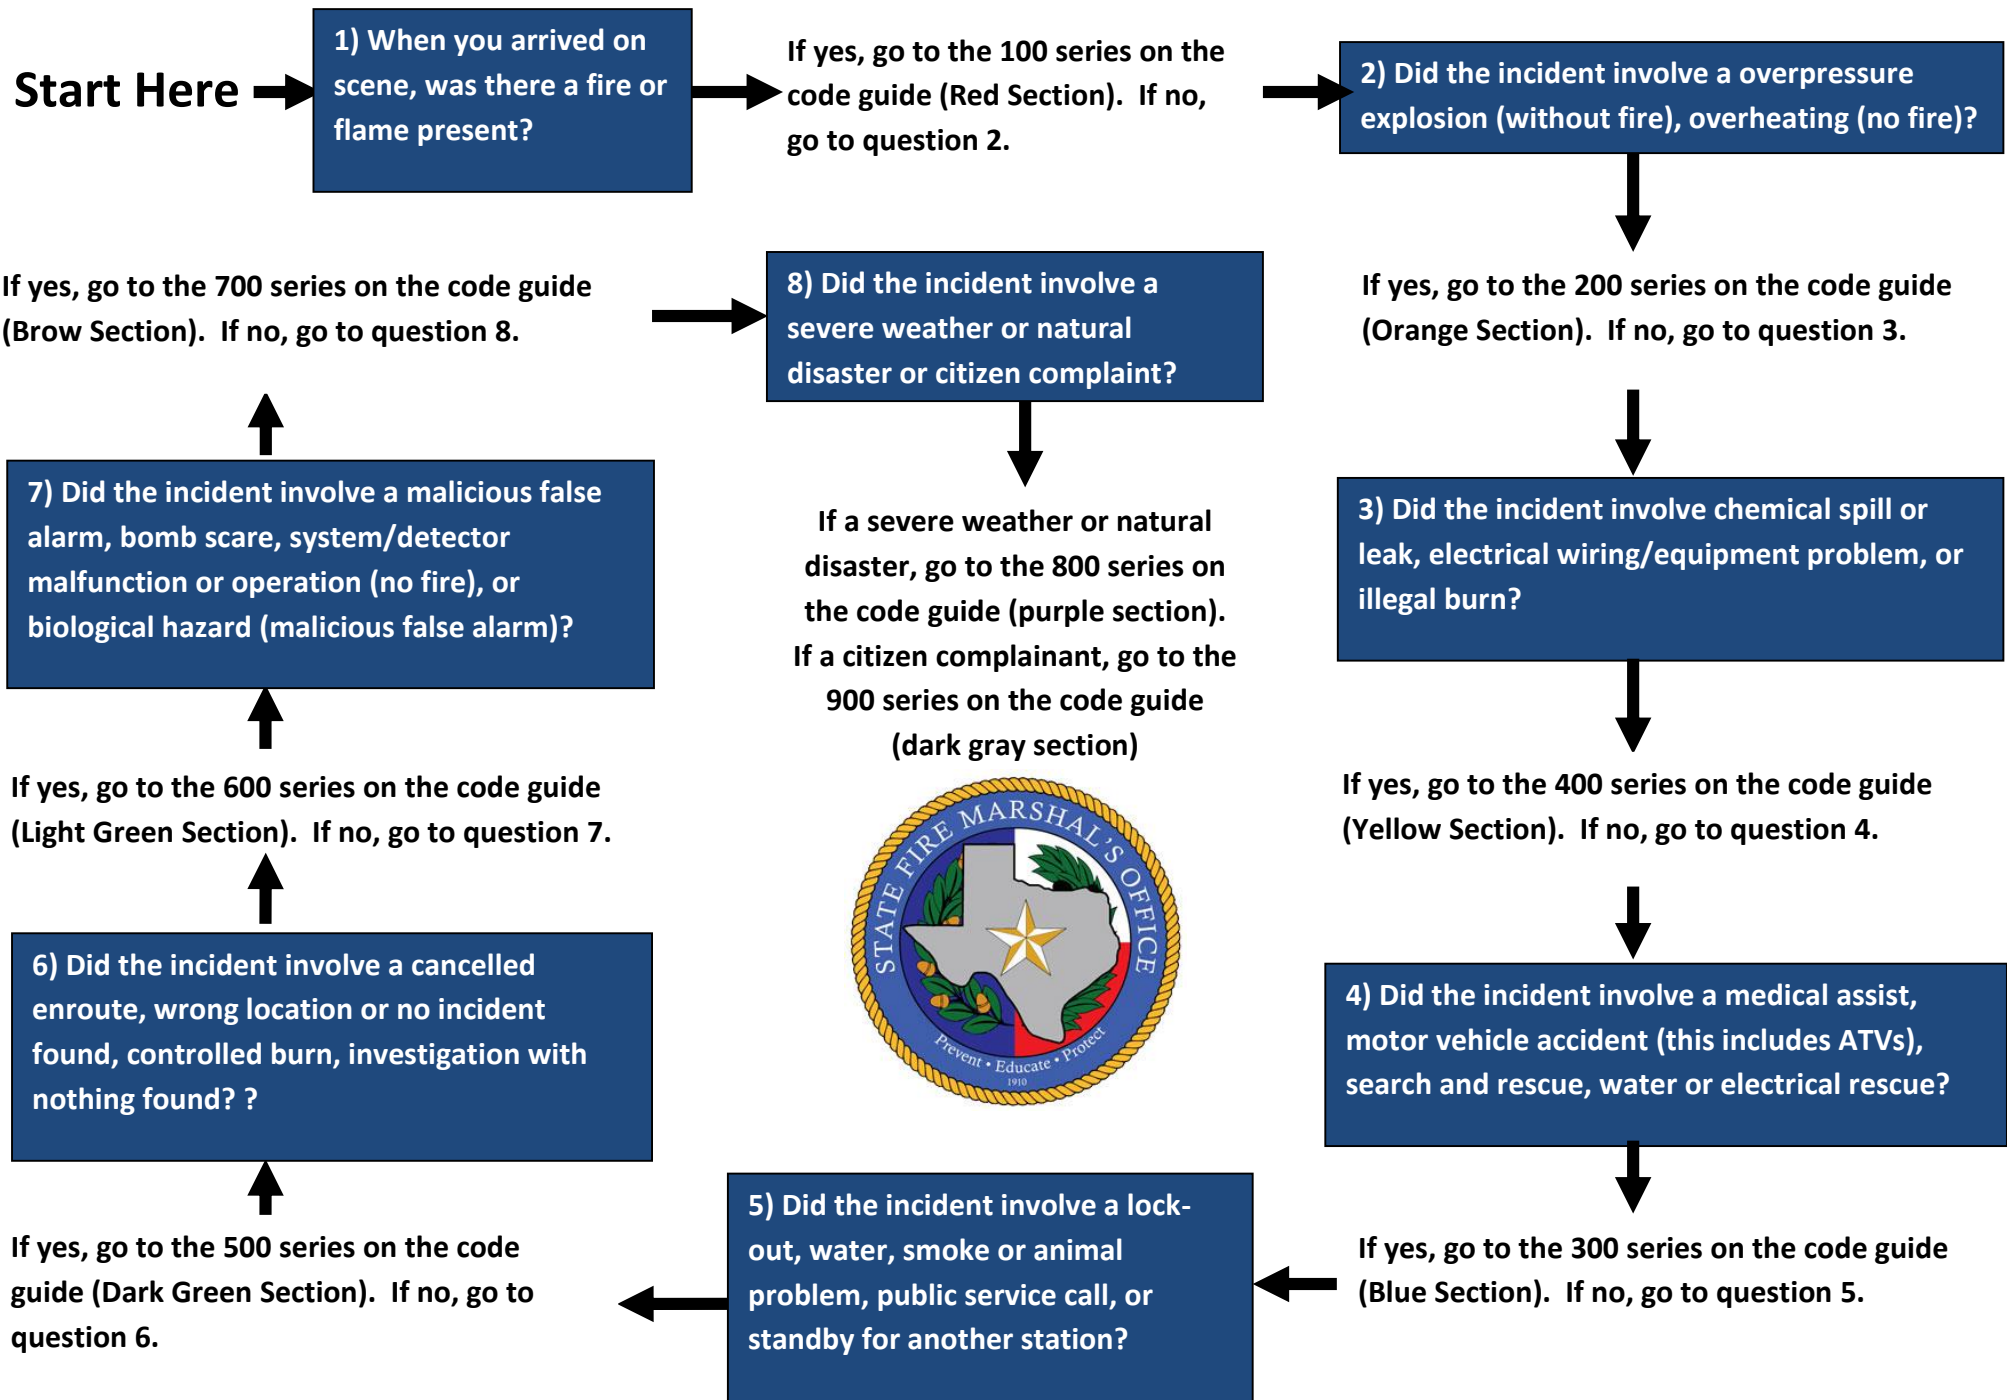 Start Here
1) When you arrived on
scene, was there a fire or
flame present?
If yes, go to the 100 series on the
code guide (Red Section).  If no,
go to question 2.
2) Did the incident involve a overpressure
explosion (without fire), overheating (no fire)?
If yes, go to the 200 series on the code guide
(Orange Section).  If no, go to question 3.
3) Did the incident involve chemical spill or
leak, electrical wiring/equipment problem, or
illegal burn?
If yes, go to the 400 series on the code guide
(Yellow Section).  If no, go to question 4.
4) Did the incident involve a medical assist,
motor vehicle accident (this includes ATVs),
search and rescue, water or electrical rescue?
If yes, go to the 300 series on the code guide
(Blue Section).  If no, go to question 5.
5) Did the incident involve a lock-
out, water, smoke or animal
problem, public service call, or
standby for another station?
If yes, go to the 500 series on the code
guide (Dark Green Section).  If no, go to
question 6.
6) Did the incident involve a cancelled
enroute, wrong location or no incident
found, controlled burn, investigation with
nothing found? ?
If yes, go to the 600 series on the code guide
(Light Green Section).  If no, go to question 7.
7) Did the incident involve a malicious false
alarm, bomb scare, system/detector
malfunction or operation (no fire), or
biological hazard (malicious false alarm)?
If yes, go to the 700 series on the code guide
(Brow Section).  If no, go to question 8.
8) Did the incident involve a
severe weather or natural
disaster or citizen complaint?
If a severe weather or natural
disaster, go to the 800 series on
the code guide (purple section).
If a citizen complainant, go to the
900 series on the code guide
(dark gray section)
STATE FIRE MARSHAL'S OFFICE
Prevent • Educate • Protect
1910